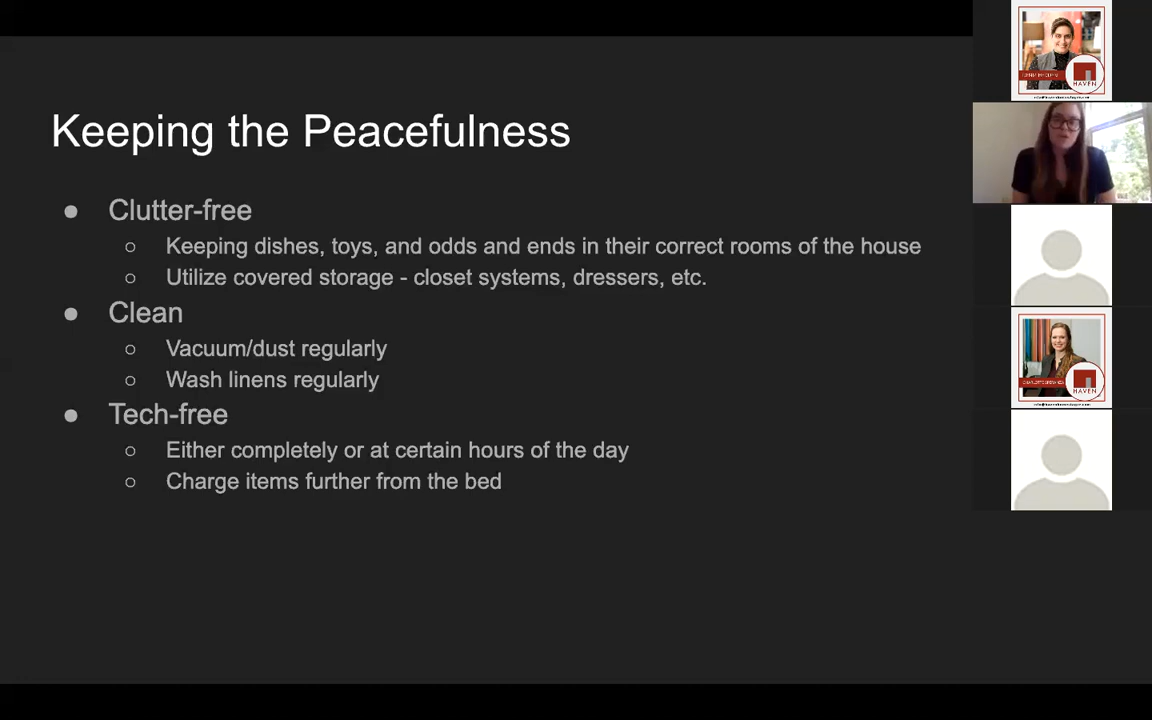 Keeping the Peacefulness
● Clutter-free
○ Keeping dishes, toys, and odds and ends in their correct rooms of the house
○ Utilize covered storage - closet systems, dressers, etc.
● Clean
○ Vacuum/dust regularly
○ Wash linens regularly
● Tech-free
○ Either completely or at certain hours of the day
○ Charge items further from the bed
HAVEN
HAVEN